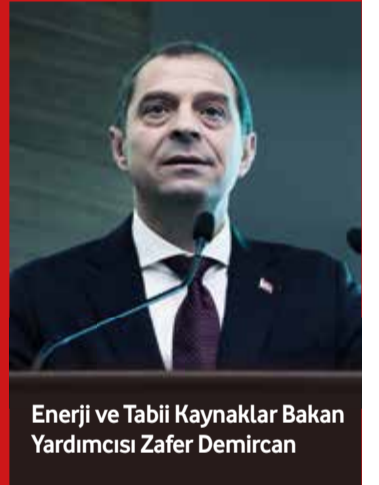 Enerji ve Tabii Kaynaklar Bakan
Yardımcısı Zafer Demircan